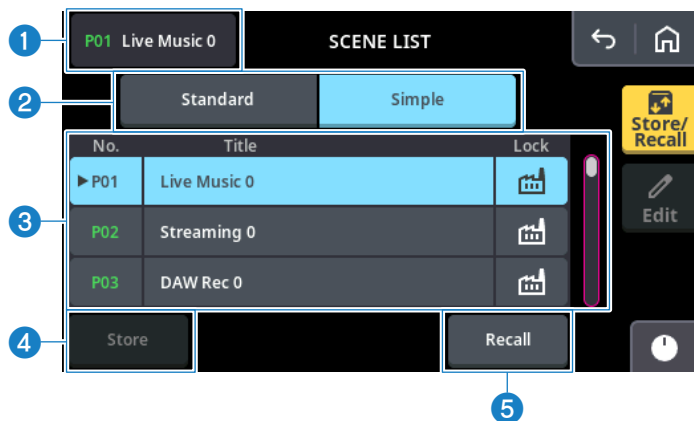 1
P01 Live Music 0
SCENE LIST
2
Standard
Simple
Store/
Recall
No.
Title
Lock
P01
Live Music 0
3
Edit
P02
Streaming 0
P03
DAW Rec 0
4
Store
Recall
5